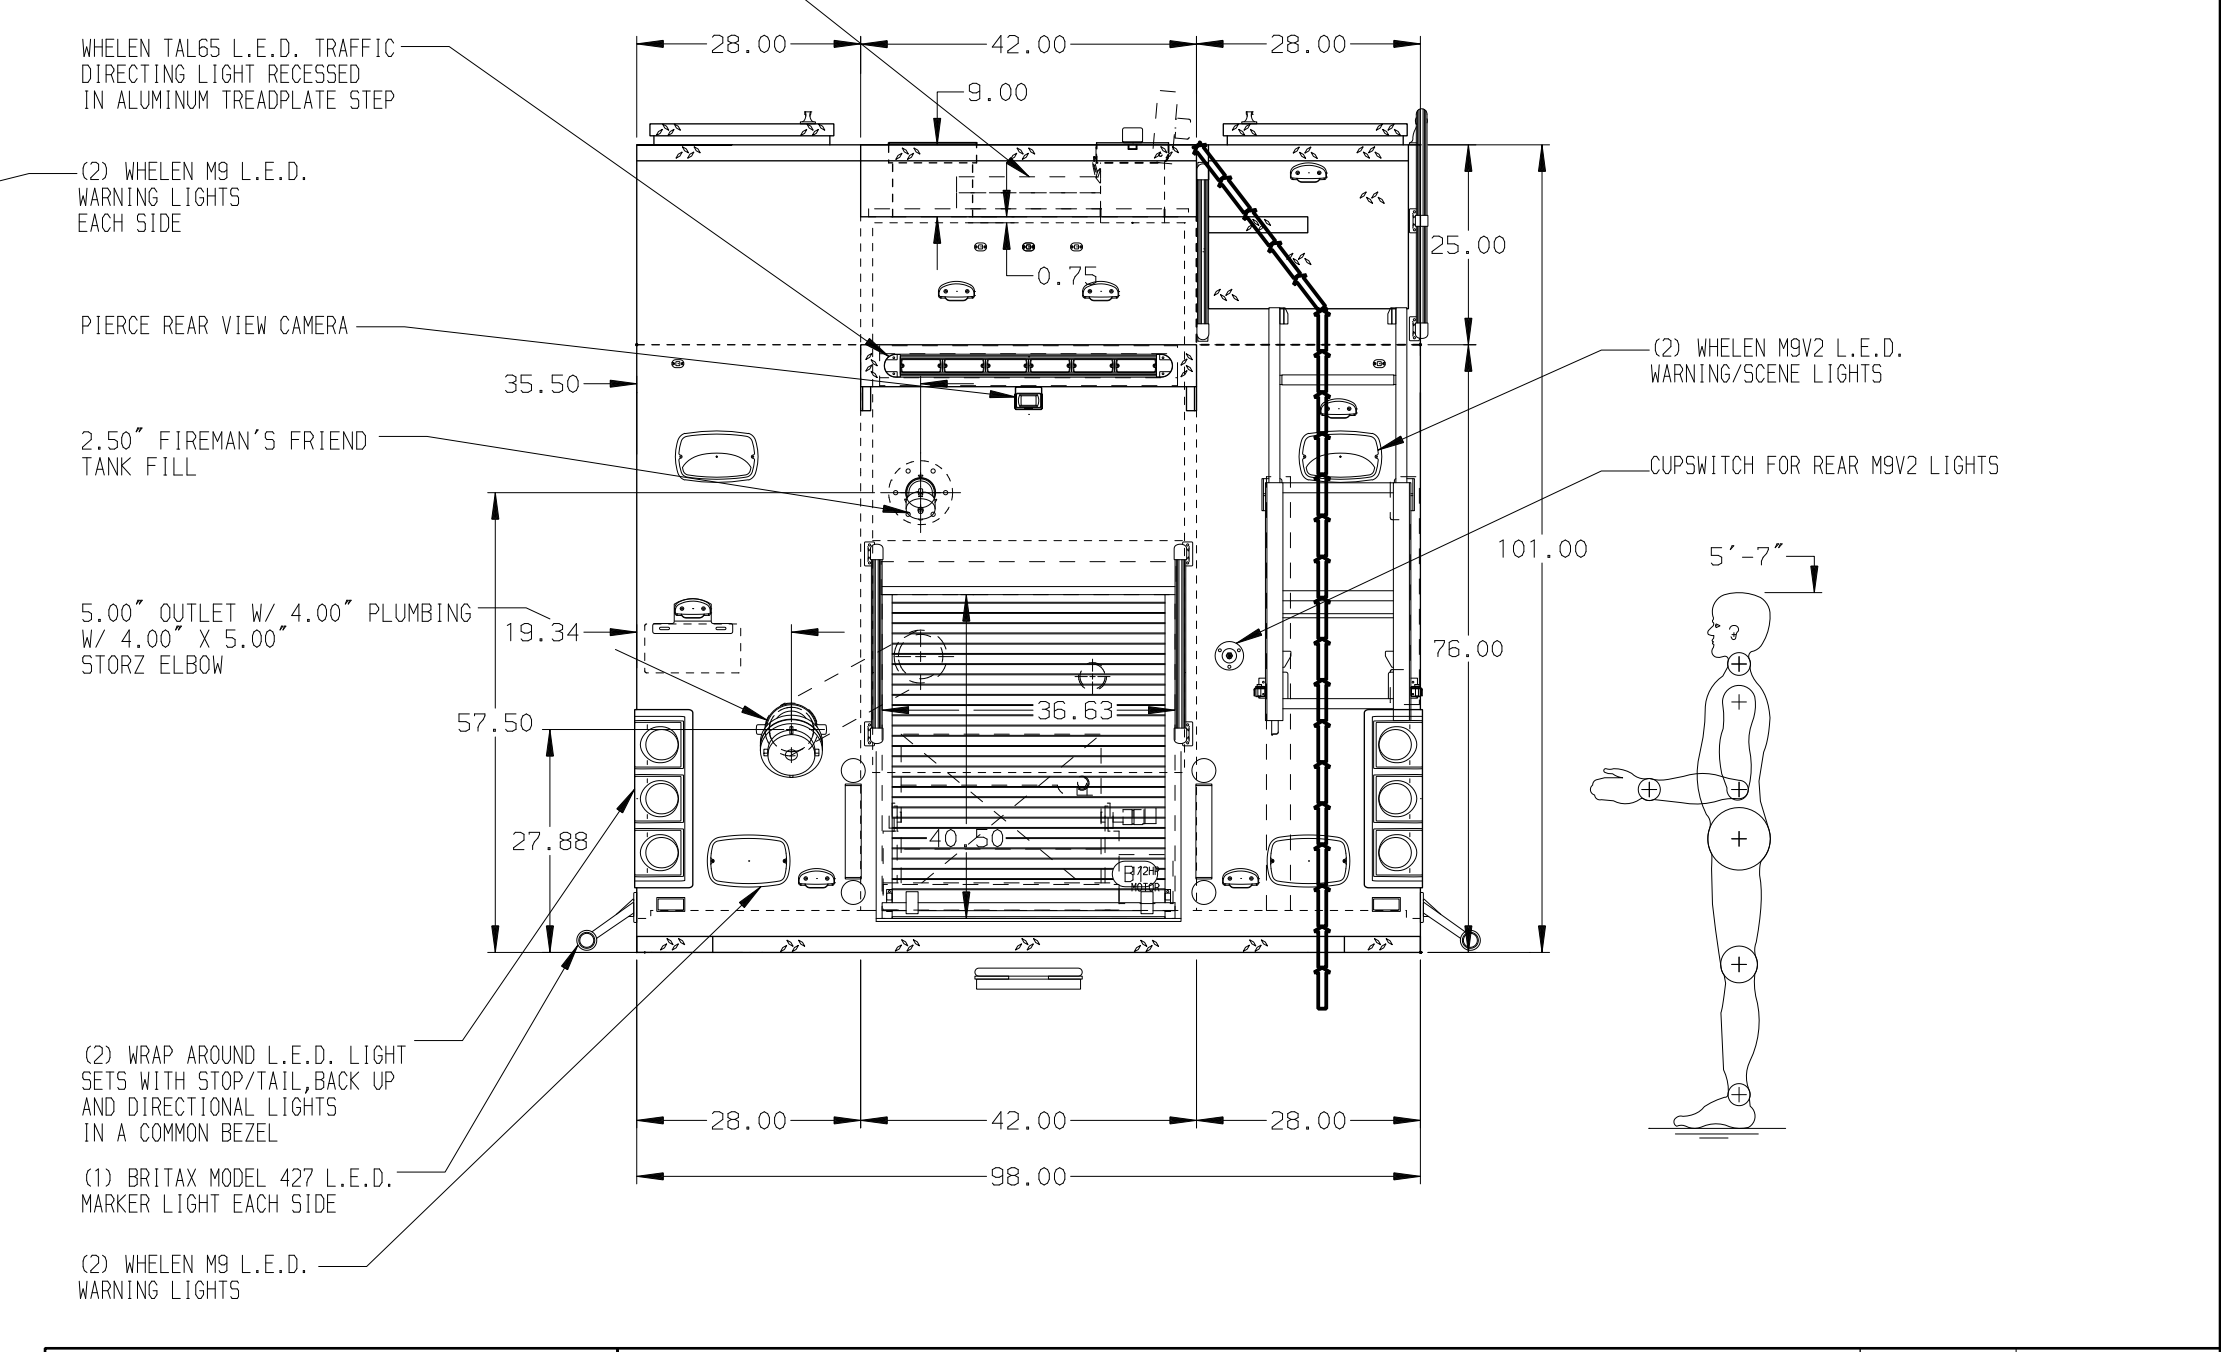 WHELEN TAL65 L.E.D. TRAFFIC
DIRECTING LIGHT RECESSED
IN ALUMINUM TREADPLATE STEP
(2) WHELEN M9 L.E.D.
WARNING LIGHTS
EACH SIDE
PIERCE REAR VIEW CAMERA
2.50" FIREMAN'S FRIEND
TANK FILL
5.00" OUTLET W/ 4.00" PLUMBING
W/ 4.00" X 5.00"
STORZ ELBOW
(2) WRAP AROUND L.E.D. LIGHT
SETS WITH STOP/TAIL,BACK UP
AND DIRECTIONAL LIGHTS
IN A COMMON BEZEL
(1) BRITAX MODEL 427 L.E.D.
MARKER LIGHT EACH SIDE
(2) WHELEN M9 L.E.D.
WARNING LIGHTS
28.00
42.00
28.00
9.00
0.75
25.00
35.50
19.34
57.50
27.88
36.63
40.50
MOTOR
76.00
101.00
28.00
42.00
28.00
98.00
(2) WHELEN M9V2 L.E.D.
WARNING/SCENE LIGHTS
CUPSWITCH FOR REAR M9V2 LIGHTS
5'-7"